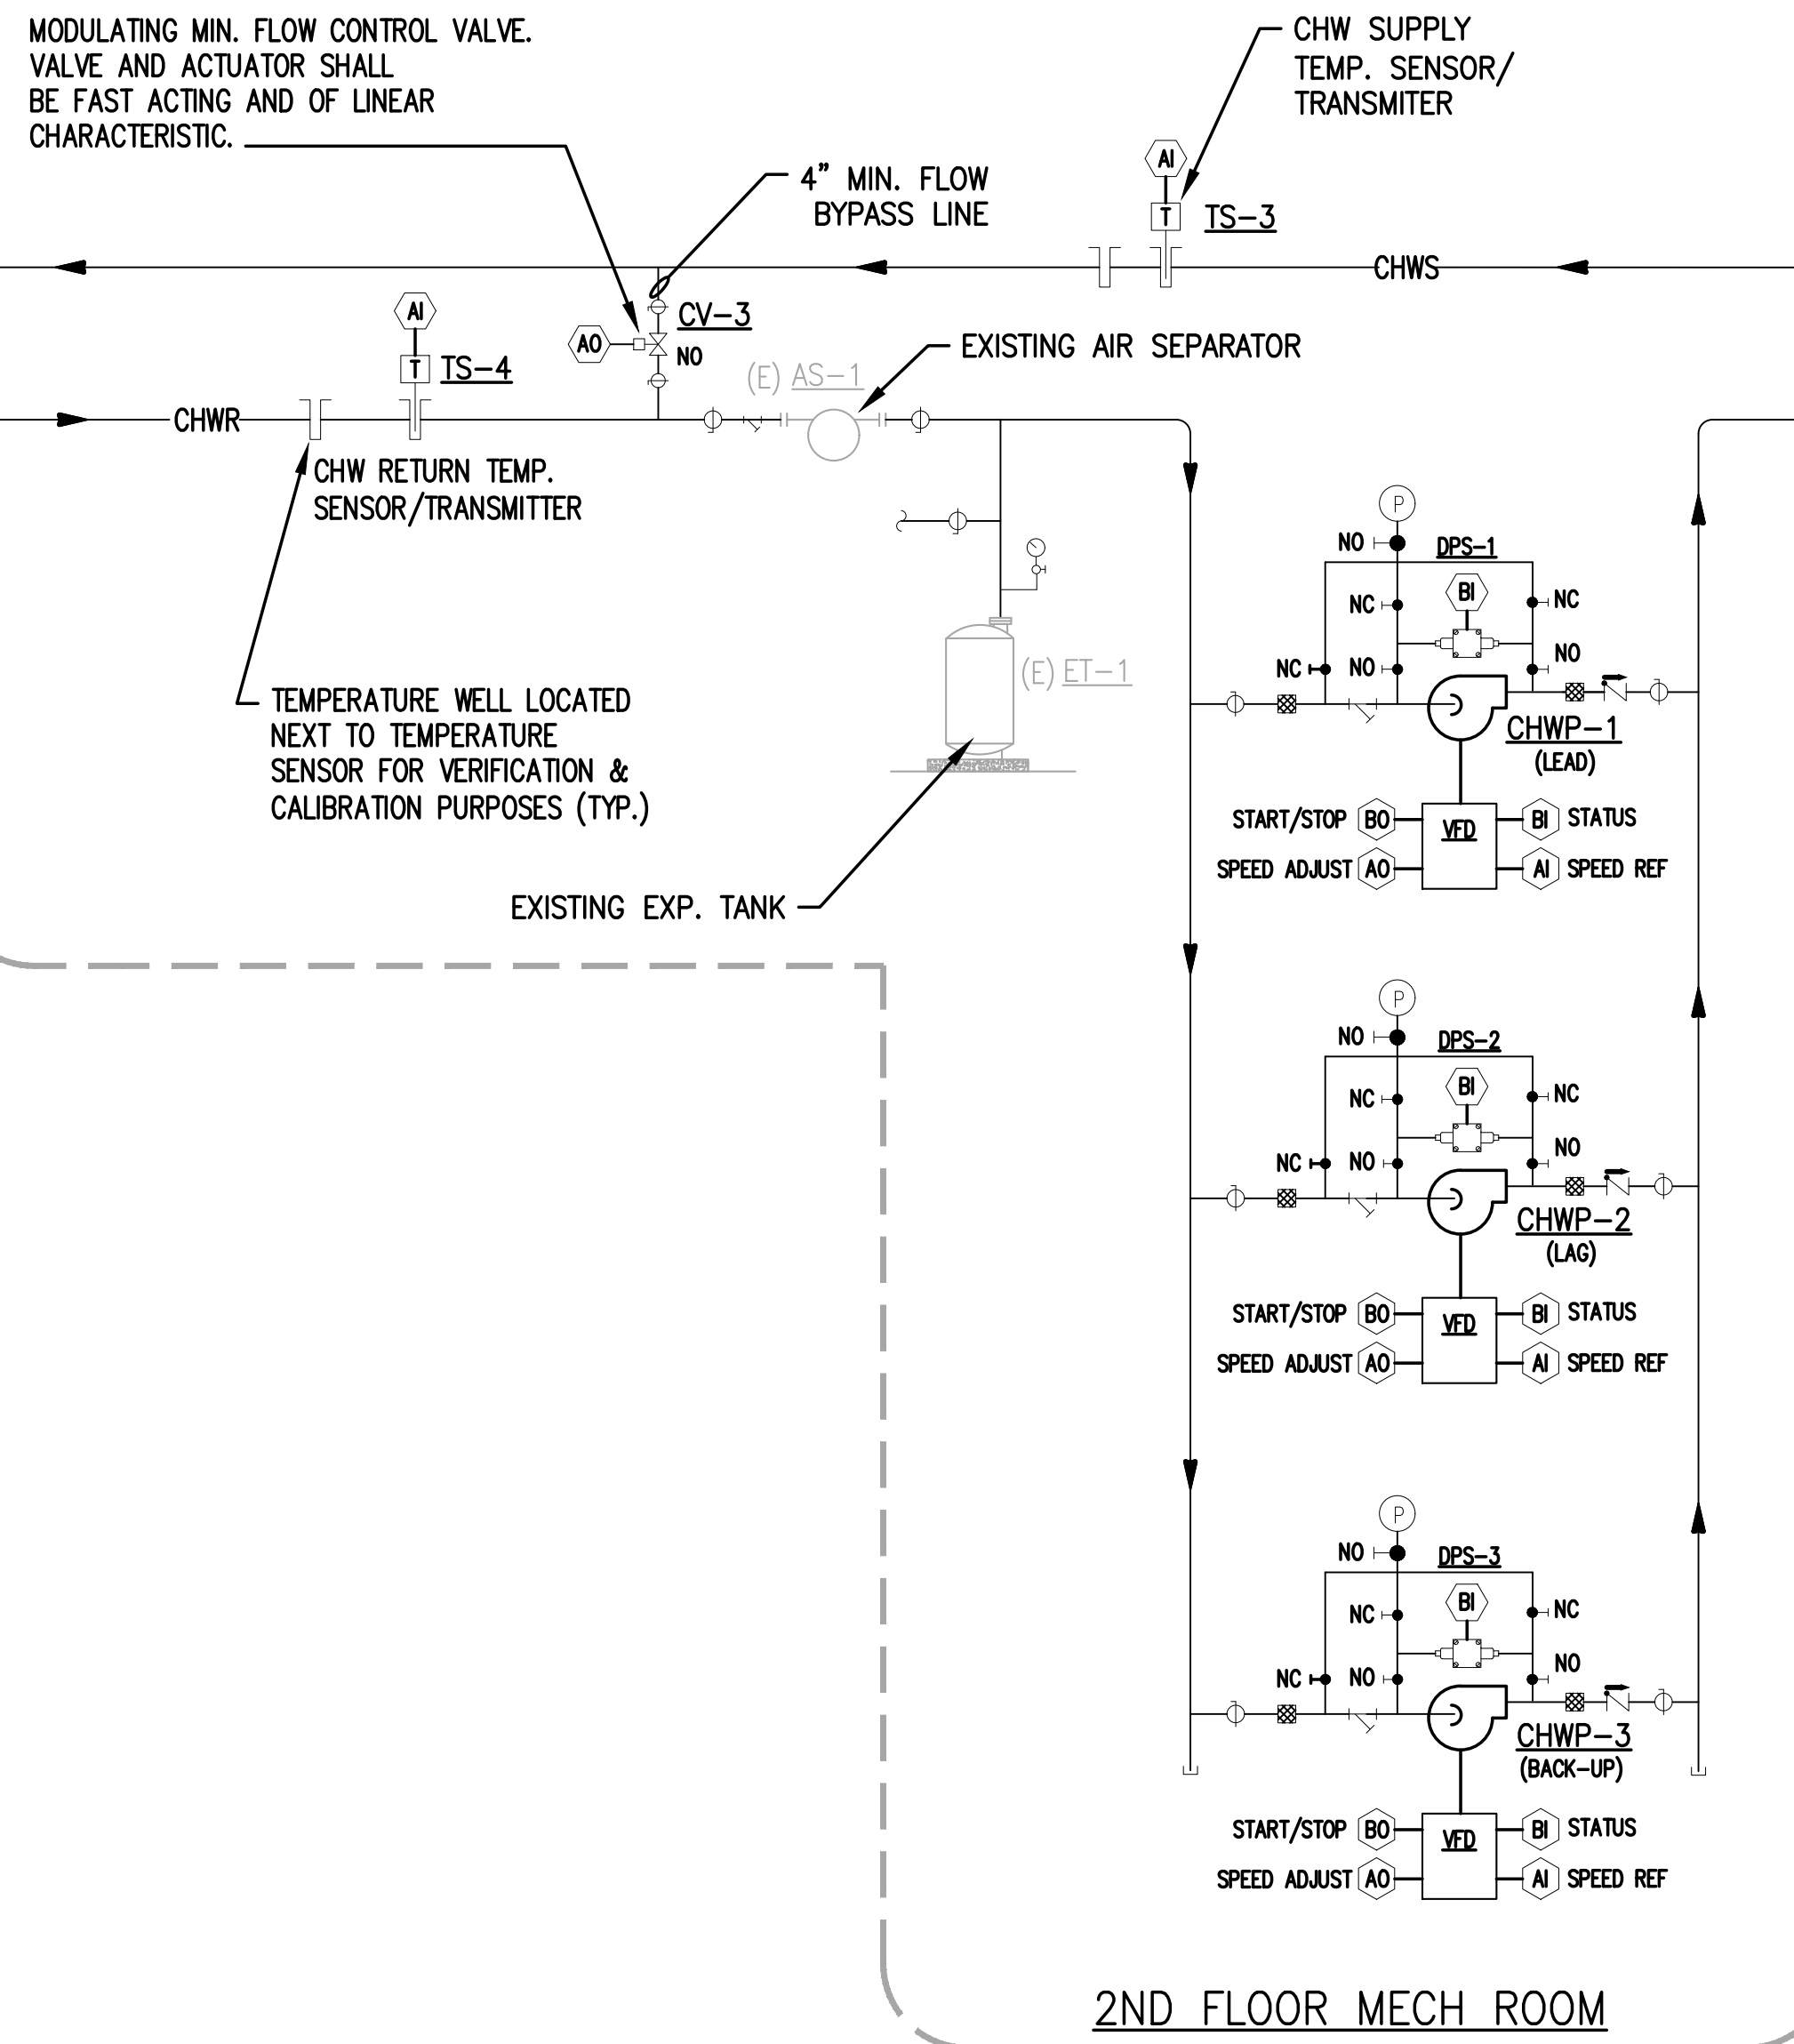 MODULATING MIN. FLOW CONTROL VALVE.
VALVE AND ACTUATOR SHALL
BE FAST ACTING AND OF LINEAR
CHARACTERISTIC.
CHW SUPPLY
TEMP. SENSOR/
TRANSMITER
4" MIN. FLOW
BYPASS LINE
AI
T
TS-3
CHWS
AI
T
TS-4
AO
CV-3
NO
EXISTING AIR SEPARATOR
(E) AS-1
CHWR
CHW RETURN TEMP.
SENSOR/TRANSMITTER
TEMPERATURE WELL LOCATED
NEXT TO TEMPERATURE
SENSOR FOR VERIFICATION &
CALIBRATION PURPOSES (TYP.)
(E) ET-1
EXISTING EXP. TANK
P
NO
DPS-1
NC
BI
NC
NC
NO
NO
CHWP-1
(LEAD)
START/STOP BO
VFD
BI STATUS
SPEED ADJUST AO
AI SPEED REF
P
NO
DPS-2
NC
BI
NC
NC
NO
NO
CHWP-2
(LAG)
START/STOP BO
VFD
BI STATUS
SPEED ADJUST AO
AI SPEED REF
P
NO
DPS-3
NC
BI
NC
NC
NO
NO
CHWP-3
(BACK-UP)
START/STOP BO
VFD
BI STATUS
SPEED ADJUST AO
AI SPEED REF
2ND FLOOR MECH ROOM